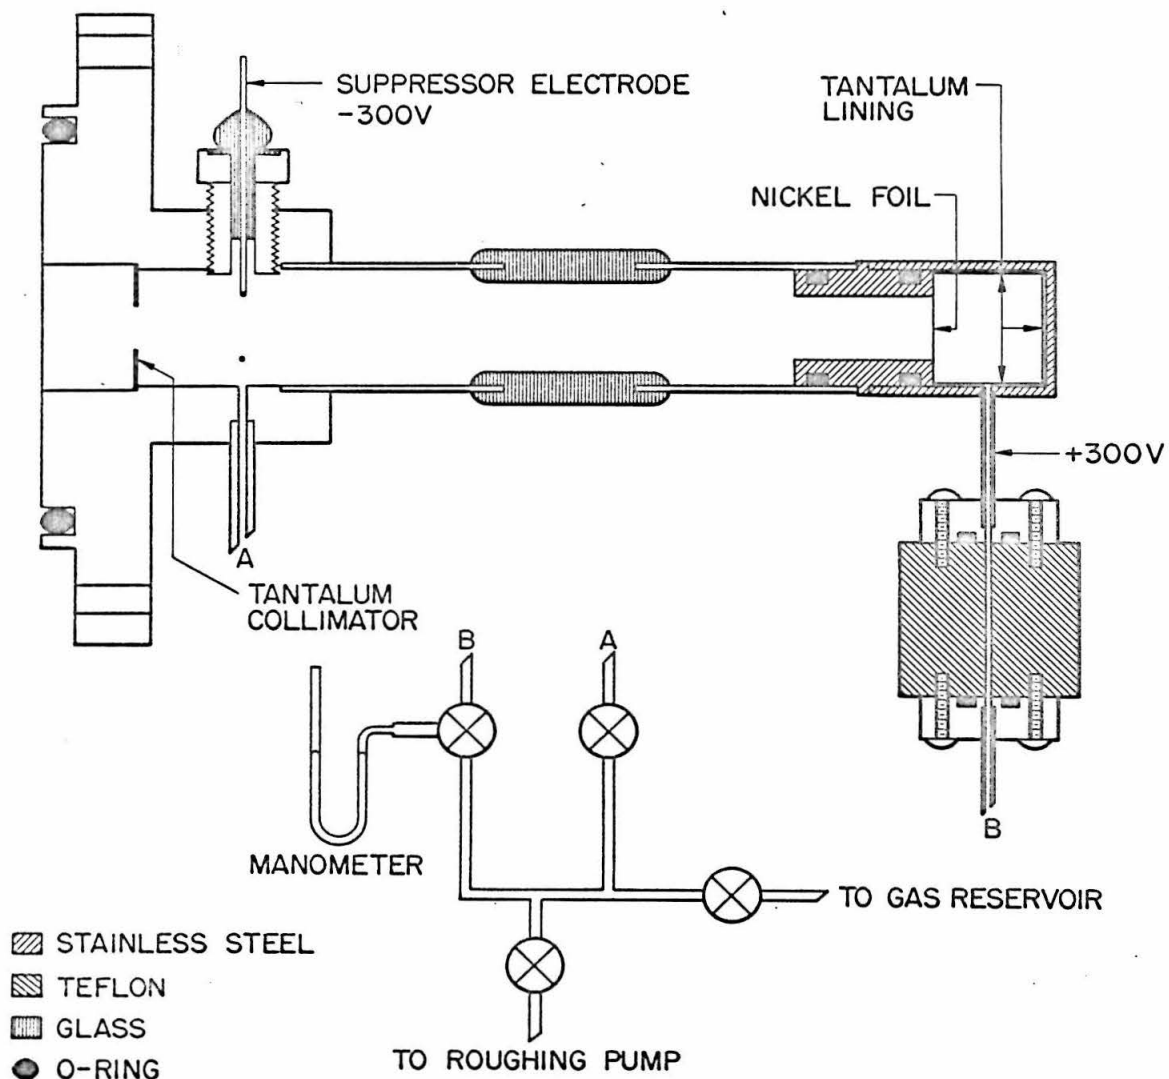 SUPPRESSOR ELECTRODE
-300V
TANTALUM
LINING
NICKEL FOIL
+300V
A
TANTALUM
COLLIMATOR
B
A
B
MANOMETER
TO GAS RESERVOIR
STAINLESS STEEL
TEFLON
GLASS
O-RING
TO ROUGHING PUMP